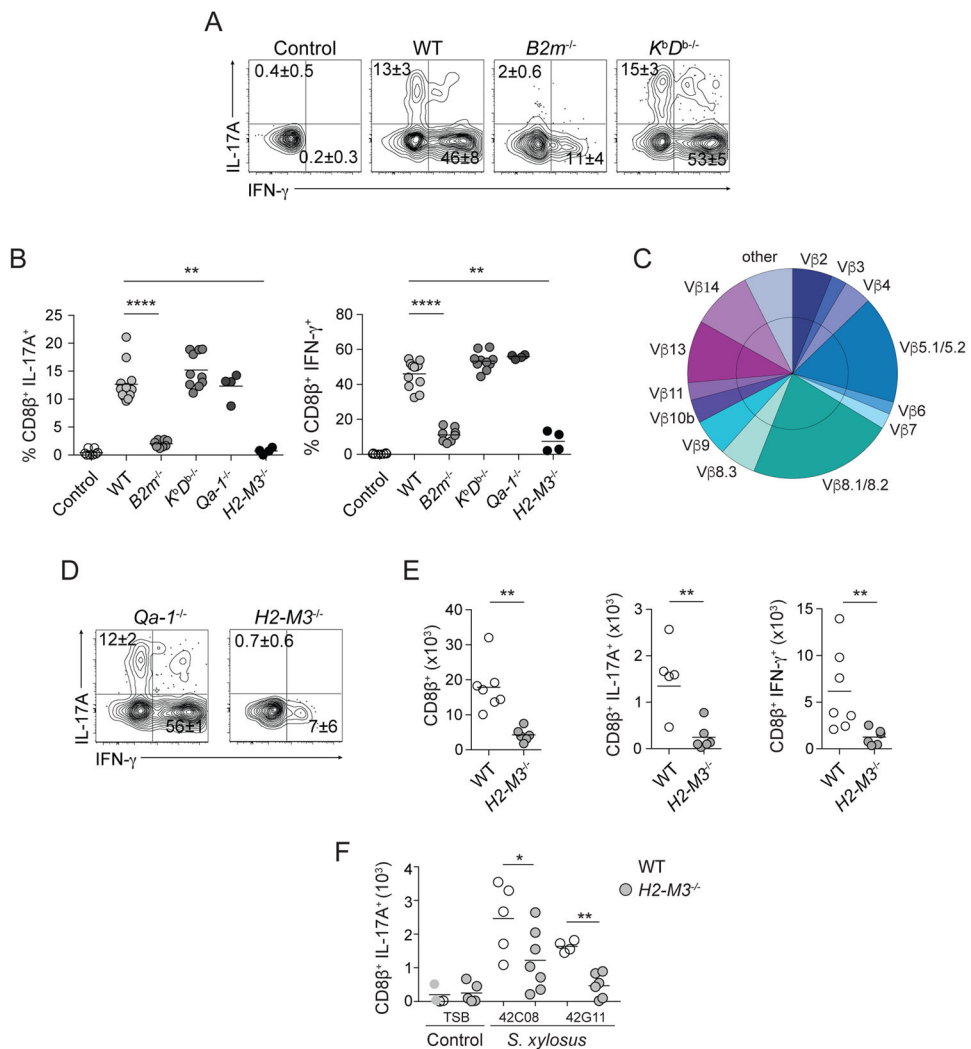 A
Control
WT
B2m-/-
KbDb-/-
0.4±0.5
13±3
2±0.6
15±3
0.2±0.3
46±8
11±4
53±5
IL-17A
IFN-γ
B
**
****
% CD8β+ IL-17A+
25
20
15
10
5
0
Control
WT
B2m-/-
KbDb-/-
Qa-1-/-
H2-M3-/-
**
****
% CD8β+ IFN-γ+
80
60
40
20
0
Control
WT
B2m-/-
KbDb-/-
Qa-1-/-
H2-M3-/-
C
other
Vβ2
Vβ3
Vβ4
Vβ5.1/5.2
Vβ6
Vβ7
Vβ8.1/8.2
Vβ8.3
Vβ9
Vβ10b
Vβ11
Vβ13
Vβ14
D
Qa-1-/-
H2-M3-/-
12±2
0.7±0.6
56±1
7±6
IL-17A
IFN-γ
E
**
CD8β+ (x10³)
40
30
20
10
0
WT
H2-M3-/-
**
CD8β+ IL-17A+ (x10³)
3
2
1
0
WT
H2-M3-/-
**
CD8β+ IFN-γ+ (x10³)
15
10
5
0
WT
H2-M3-/-
F
CD8β+ IL-17A+ (10³)
4
3
2
1
0
*
**
WT
H2-M3-/-
TSB
42C08
42G11
Control
S. xylosus